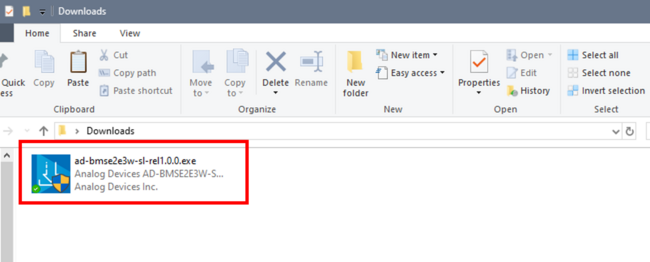 Downloads
Home Share View
Quick
ess
Copy
Paste
Cut
Copy path
Paste shortcut
Clipboard
Move
to
Copy
to
Delete
Rename
Organize
New
folder
New item
Easy access
New
Properties
Open
Edit
History
Open
Select all
Select none
Invert selection
Select
Downloads
ad-bmse2e3w-sl-rel1.0.0.exe
Analog Devices AD-BMSE2E3W-S...
Analog Devices Inc.